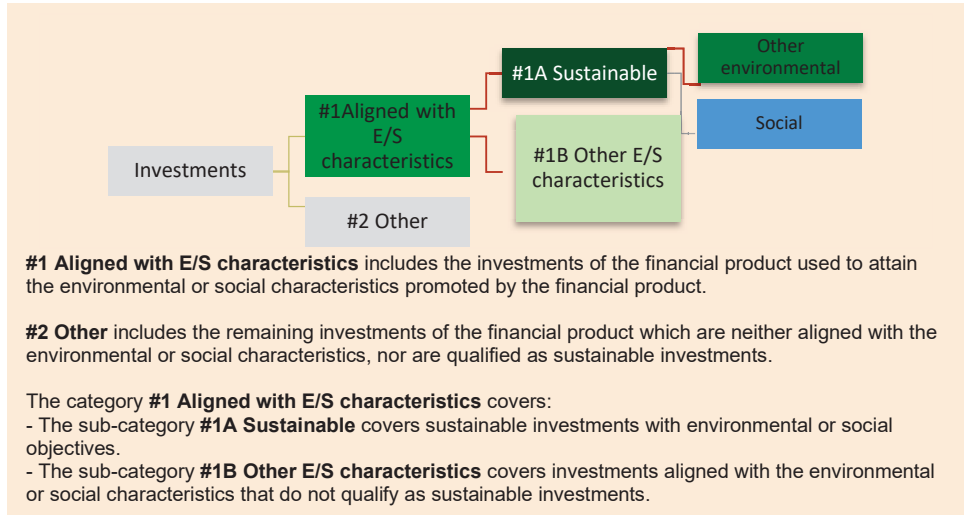 Other
environmental
#1A Sustainable
#1Aligned with
E/S
characteristics
Social
#1B Other E/S
characteristics
Investments
#2 Other
#1 Aligned with E/S characteristics includes the investments of the financial product used to attain
the environmental or social characteristics promoted by the financial product.
#2 Other includes the remaining investments of the financial product which are neither aligned with the
environmental or social characteristics, nor are qualified as sustainable investments.
The category #1 Aligned with E/S characteristics covers:
- The sub-category #1A Sustainable covers sustainable investments with environmental or social
objectives.
- The sub-category #1B Other E/S characteristics covers investments aligned with the environmental
or social characteristics that do not qualify as sustainable investments.